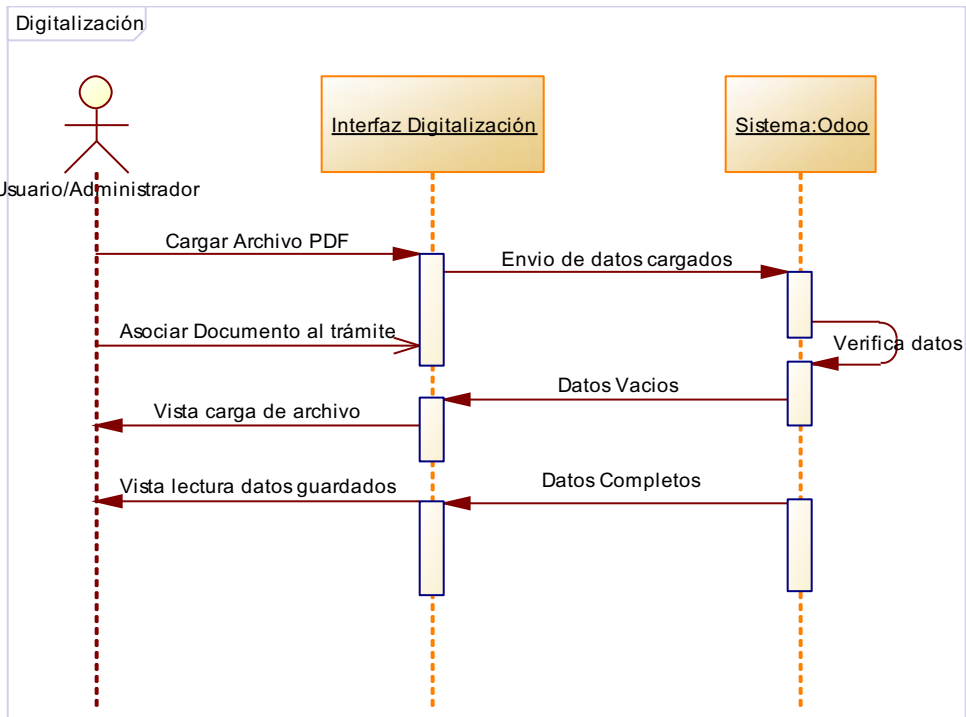 Digitalización
Interfaz Digitalización
Sistema:Odoo
Usuario/Administrador
Cargar Archivo PDF
Envio de datos cargados
Asociar Documento al trámite
Verifica datos
Datos Vacios
Vista carga de archivo
Datos Completos
Vista lectura datos guardados